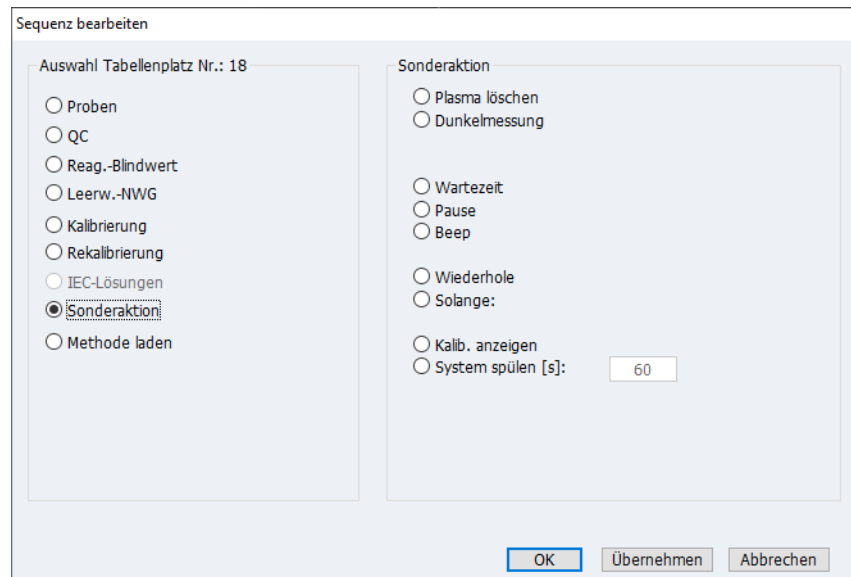 Sequenz bearbeiten
Auswahl Tabellenplatz Nr.: 18
Proben
QC
Reag.-Blindwert
Leerw.-NWG
Kalibrierung
Rekalibrierung
IEC-Lösungen
Sonderaktion
Methode laden
Sonderaktion
Plasma löschen
Dunkelmessung
Wartezeit
Pause
Beep
Wiederhole
Solange:
Kalib. anzeigen
System spülen [s]: 60
OK Übernehmen Abbrechen